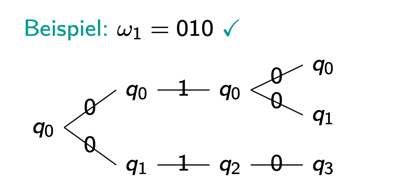 Beispiel: ω₁ = 010 ✓
q₀
0
q₀ 1 q₀
0
q₀
0
q₁
0
q₁ 1 q₂ 0 q₃